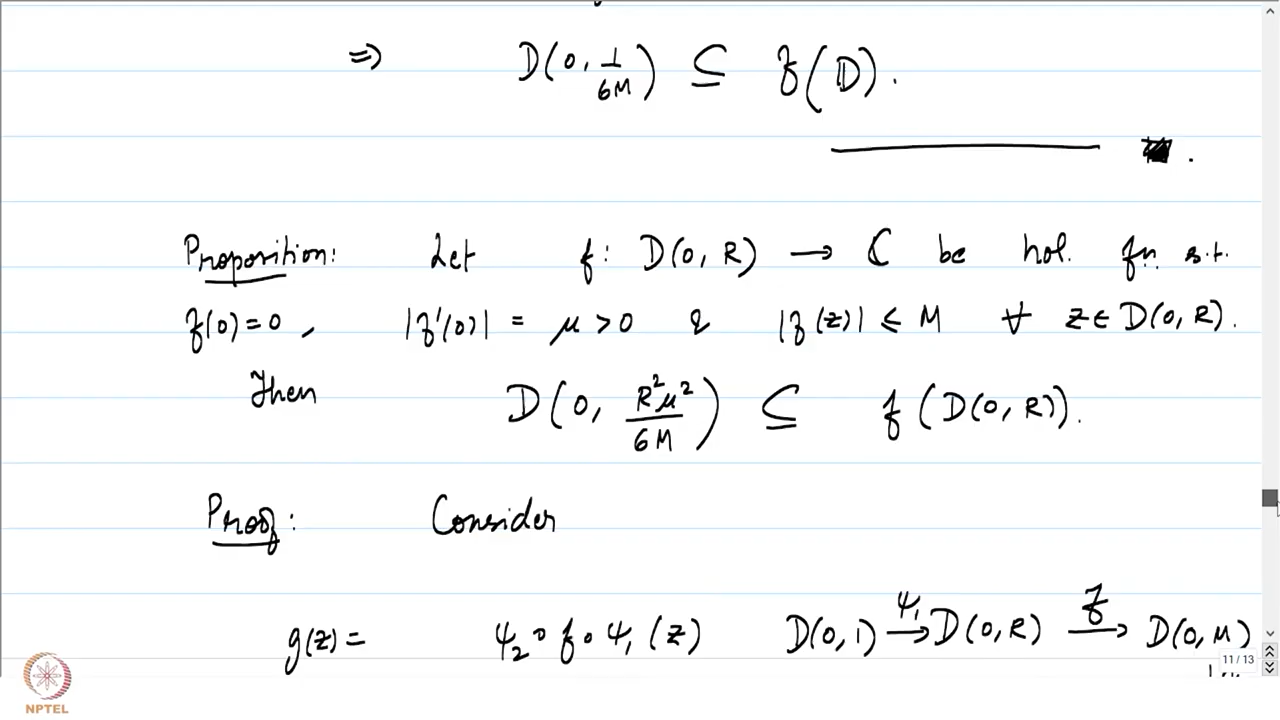 ⇒ D(0, 1/6M) ⊆ f(D).
Proposition: Let f: D(0, R) → ℂ be hol. fn. s.t.
f(0)=0, |f'(0)| = μ > 0 & |f(z)| ≤ M ∀ z ∈ D(0, R).
Then D(0, R²μ²/6M) ⊆ f(D(0, R)).
Proof: Consider
g(z) = ψ₂ ∘ f ∘ ψ₁(z) D(0, 1) →ψ₁ D(0, R) →f D(0, M)
11 / 13
NPTEL